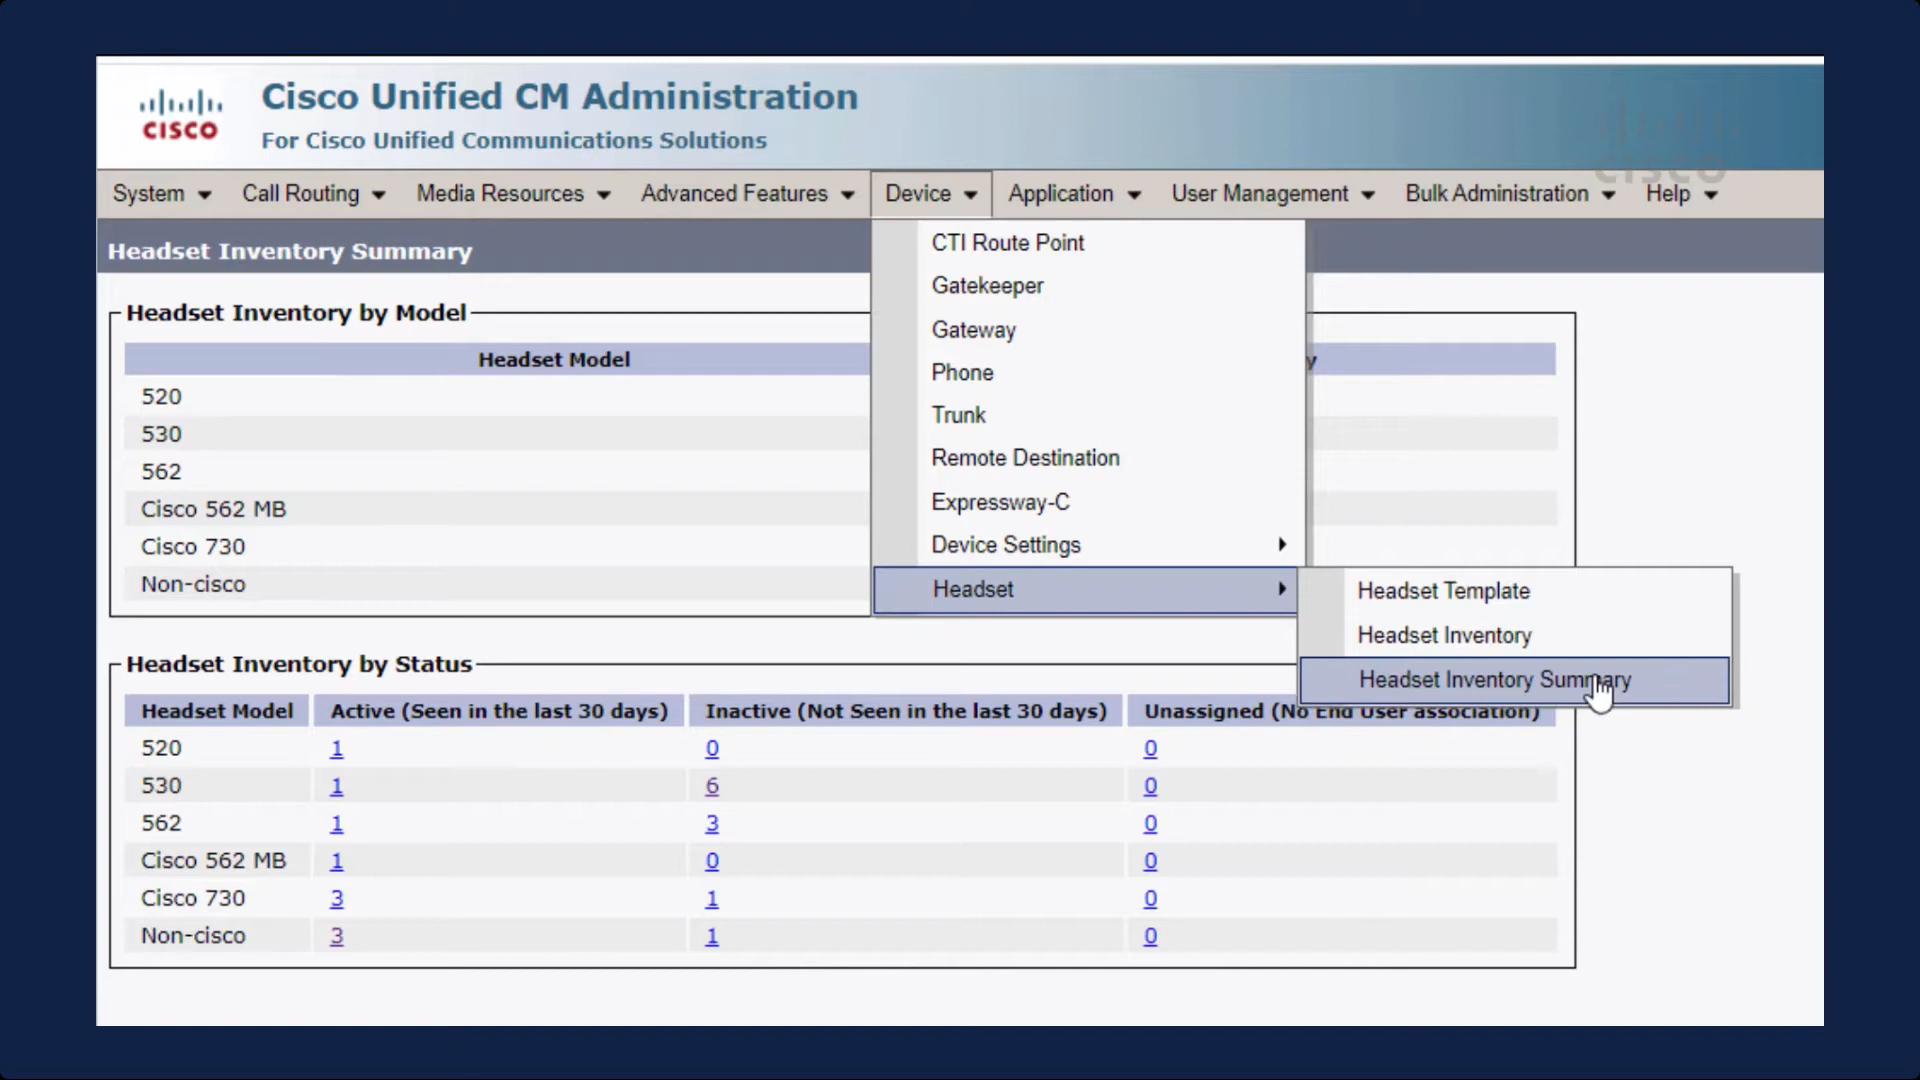 CISCO
Cisco Unified CM Administration
For Cisco Unified Communications Solutions
CISCO
System Call Routing Media Resources Advanced Features Device Application User Management Bulk Administration Help
Headset Inventory Summary
CTI Route Point
Gatekeeper
Gateway
Phone
Trunk
Remote Destination
Expressway-C
Device Settings
Headset
Headset Template
Headset Inventory
Headset Inventory Summary
Headset Inventory by Model
Headset Model
520
530
562
Cisco 562 MB
Cisco 730
Non-cisco
Headset Inventory by Status
Headset Model Active (Seen in the last 30 days) Inactive (Not Seen in the last 30 days) Unassigned (No End User association)
520 1 0 0
530 1 6 0
562 1 3 0
Cisco 562 MB 1 0 0
Cisco 730 3 1 0
Non-cisco 3 1 0